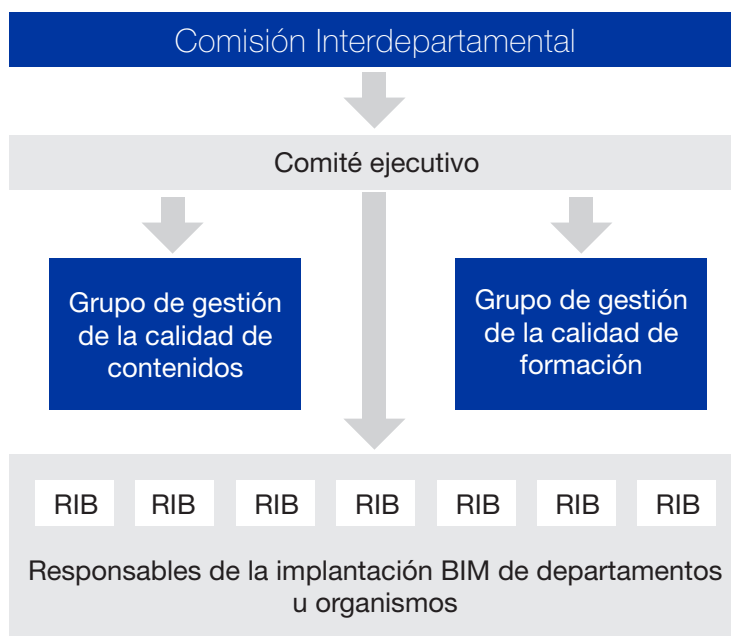 Comisión Interdepartamental
Comité ejecutivo
Grupo de gestión
de la calidad de
contenidos
Grupo de gestión
de la calidad de
formación
RIB RIB RIB RIB RIB RIB RIB
Responsables de la implantación BIM de departamentos
u organismos